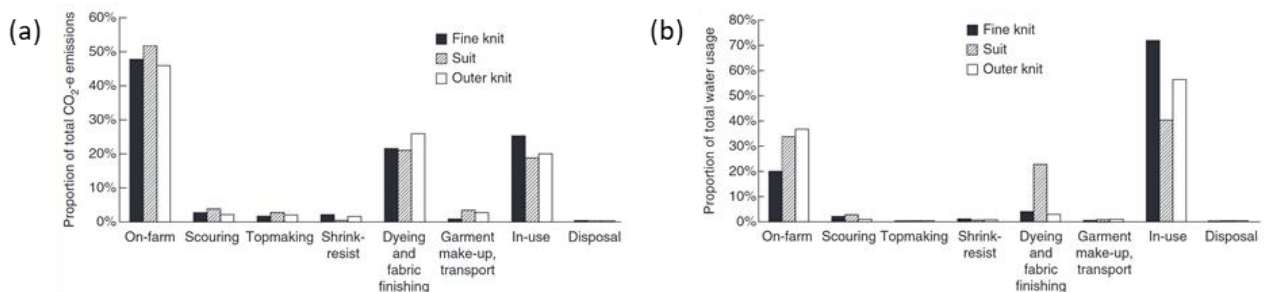 (a)
Proportion of total CO₂-e emissions
60%
50%
40%
30%
20%
10%
0%
Fine knit
Suit
Outer knit
On-farm
Scouring
Topmaking
Shrink-
resist
Dyeing
and
fabric
finishing
Garment
make-up,
transport
In-use
Disposal
(b)
Proportion of total water usage
80%
70%
60%
50%
40%
30%
20%
10%
0%
Fine knit
Suit
Outer knit
On-farm
Scouring
Topmaking
Shrink-
resist
Dyeing
and
fabric
finishing
Garment
make-up,
transport
In-use
Disposal